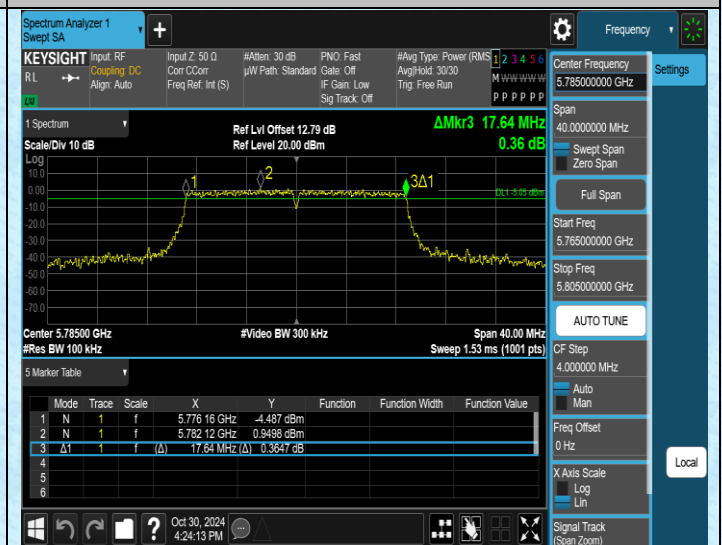 Spectrum Analyzer 1
Swept SA
+
Frequency
KEYSIGHT
RL
LXI
Input: RF
Coupling: DC
Align: Auto
Input Z: 50 Ω
Corr CCorr
Freq Ref: Int (S)
#Atten: 30 dB
µW Path: Standard
PNO: Fast
Gate: Off
IF Gain: Low
Sig Track: Off
#Avg Type: Power (RMS
Avg|Hold: 30/30
Trig: Free Run
1 2 3 4 5 6
M W W W W W
P P P P P P
Center Frequency
5.785000000 GHz
Settings
Span
40.0000000 MHz
Swept Span
Zero Span
Full Span
Start Freq
5.765000000 GHz
Stop Freq
5.805000000 GHz
AUTO TUNE
CF Step
4.000000 MHz
Auto
Man
Freq Offset
0 Hz
X Axis Scale
Log
Lin
Signal Track
(Span Zoom)
Local
1 Spectrum
Scale/Div 10 dB
Ref Lvl Offset 12.79 dB
Ref Level 20.00 dBm
ΔMkr3 17.64 MHz
0.36 dB
Log
10.0
0.00
-10.0
-20.0
-30.0
-40.0
-50.0
-60.0
-70.0
1
2
3Δ1
DL1 -5.05 dBm
Center 5.78500 GHz
#Res BW 100 kHz
#Video BW 300 kHz
Span 40.00 MHz
Sweep 1.53 ms (1001 pts)
5 Marker Table
Mode Trace Scale X Y Function Function Width Function Value
1 N 1 f 5.776 16 GHz -4.487 dBm
2 N 1 f 5.782 12 GHz 0.9498 dBm
3 Δ1 1 f (Δ) 17.64 MHz (Δ) 0.3647 dB
4
5
6
?
Oct 30, 2024
4:24:13 PM